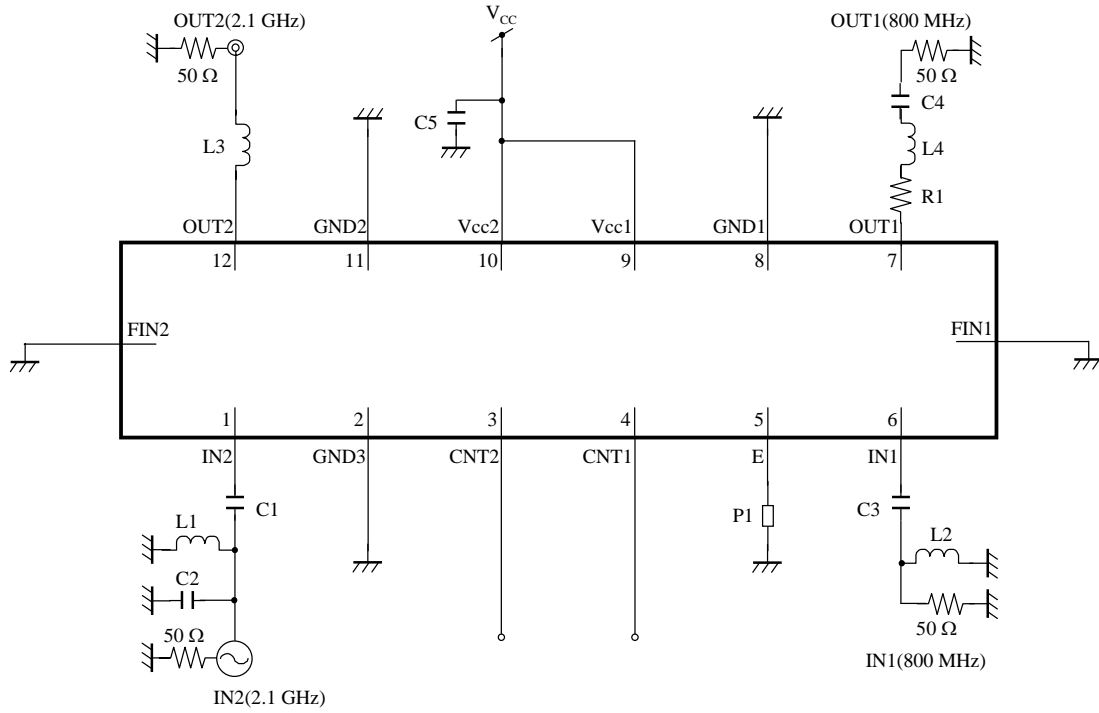 OUT2(2.1 GHz)
50 Ω
L3
V_CC
C5
OUT1(800 MHz)
50 Ω
C4
L4
R1
OUT2 GND2 Vcc2 Vcc1 GND1 OUT1
12 11 10 9 8 7
FIN2 FIN1
1 2 3 4 5 6
IN2 GND3 CNT2 CNT1 E IN1
C1
L1
C2
50 Ω
IN2(2.1 GHz)
P1
C3
L2
50 Ω
IN1(800 MHz)